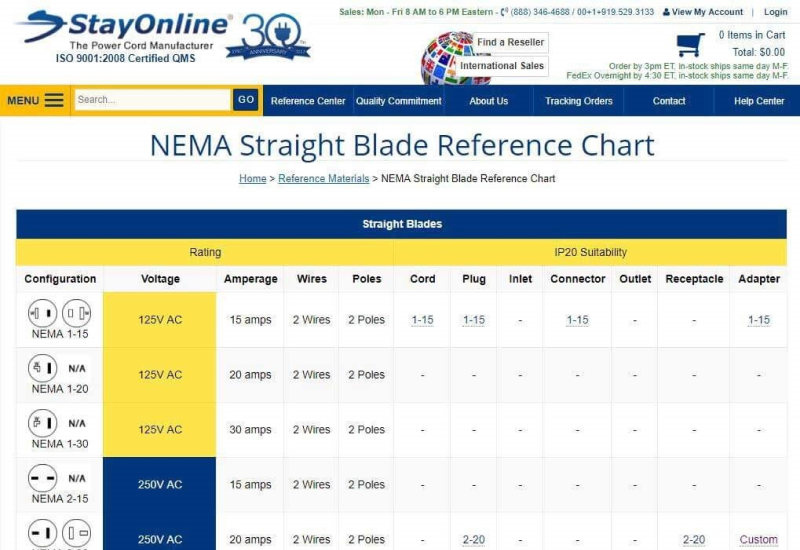 StayOnline®
The Power Cord Manufacturer
ISO 9001:2008 Certified QMS
30
ANNIVERSARY
Sales: Mon - Fri 8 AM to 6 PM Eastern - (888) 346-4688 / 00+1+919.529.3133
View My Account | Login
Find a Reseller
International Sales
0 Items in Cart
Total: $0.00
Order by 3pm ET, in-stock ships same day M-F.
FedEx Overnight by 4:30 ET, in-stock ships same day M-F.
MENU Search... GO Reference Center Quality Commitment About Us Tracking Orders Contact Help Center
NEMA Straight Blade Reference Chart
Home > Reference Materials > NEMA Straight Blade Reference Chart
Straight Blades
Rating IP20 Suitability
Configuration Voltage Amperage Wires Poles Cord Plug Inlet Connector Outlet Receptacle Adapter
NEMA 1-15 125V AC 15 amps 2 Wires 2 Poles 1-15 1-15 - 1-15 - - 1-15
N/A
NEMA 1-20 125V AC 20 amps 2 Wires 2 Poles - - - - - - -
N/A
NEMA 1-30 125V AC 30 amps 2 Wires 2 Poles - - - - - - -
N/A
NEMA 2-15 250V AC 15 amps 2 Wires 2 Poles - - - - - - -
250V AC 20 amps 2 Wires 2 Poles - 2-20 - - - 2-20 Custom